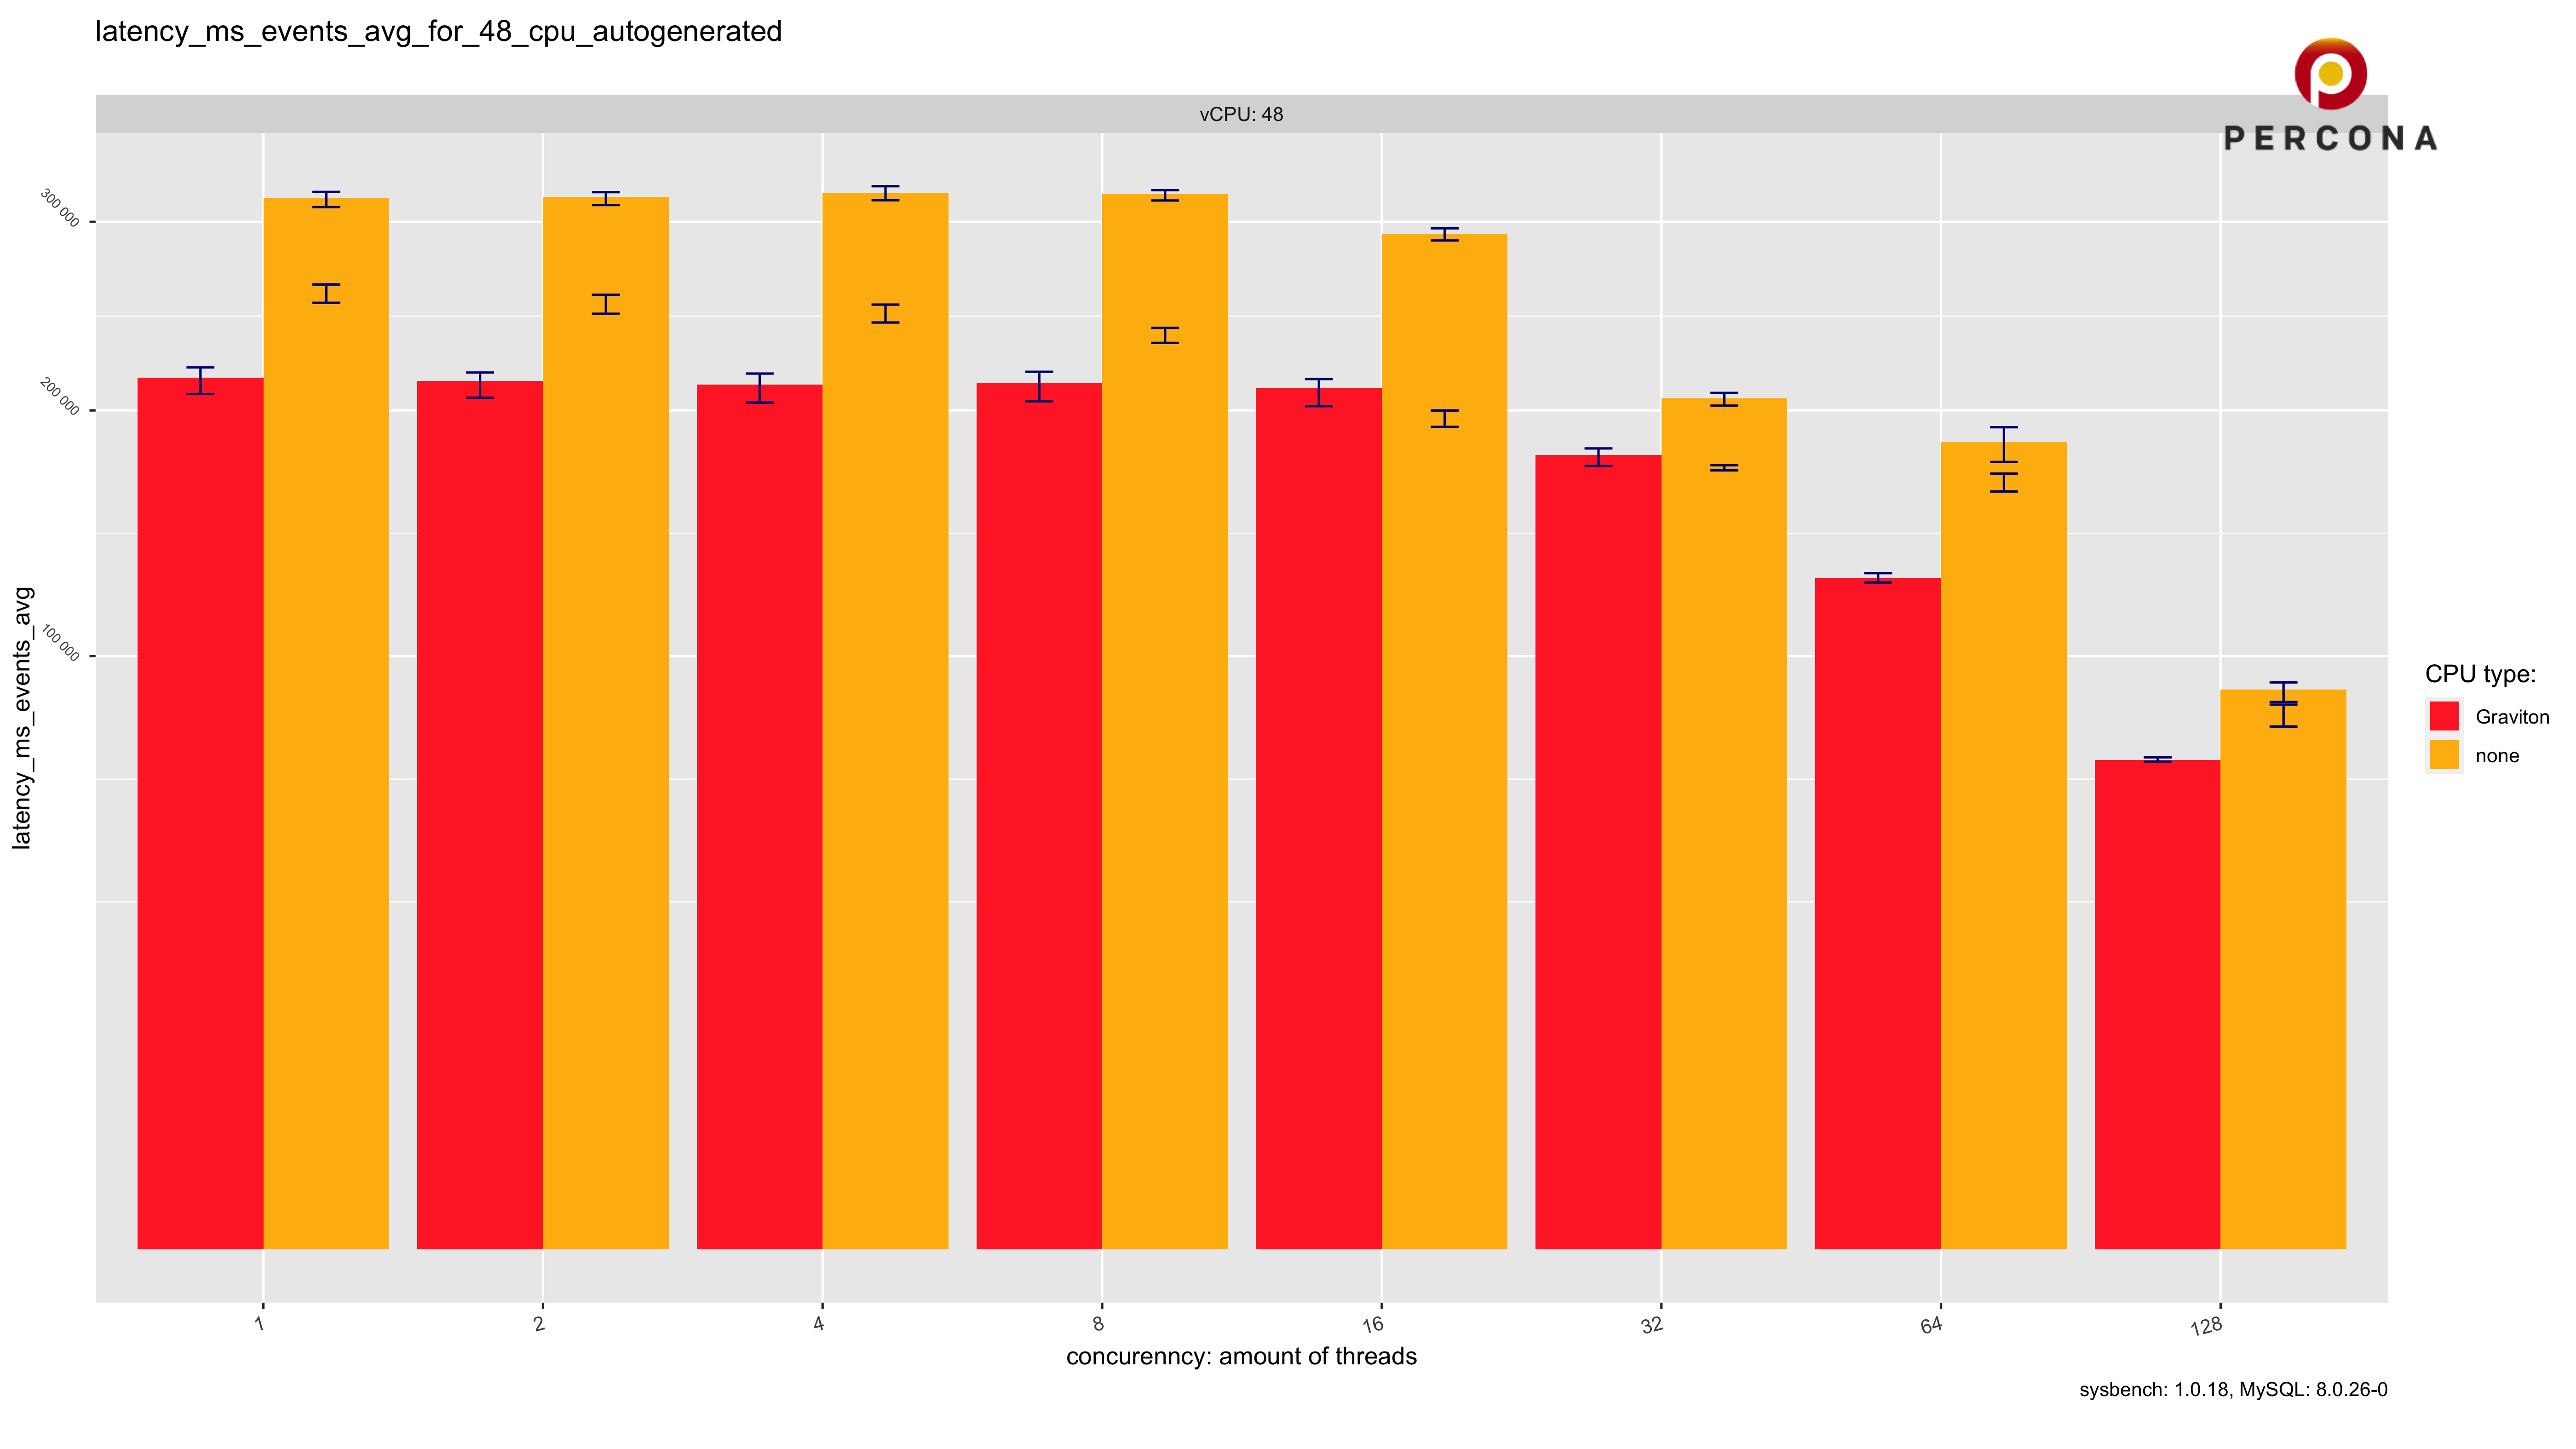 latency_ms_events_avg_for_48_cpu_autogenerated
PERCONA
vCPU: 48
300 000
200 000
100 000
latency_ms_events_avg
CPU type:
Graviton
none
1
2
4
8
16
32
64
128
concurenncy: amount of threads
sysbench: 1.0.18, MySQL: 8.0.26-0